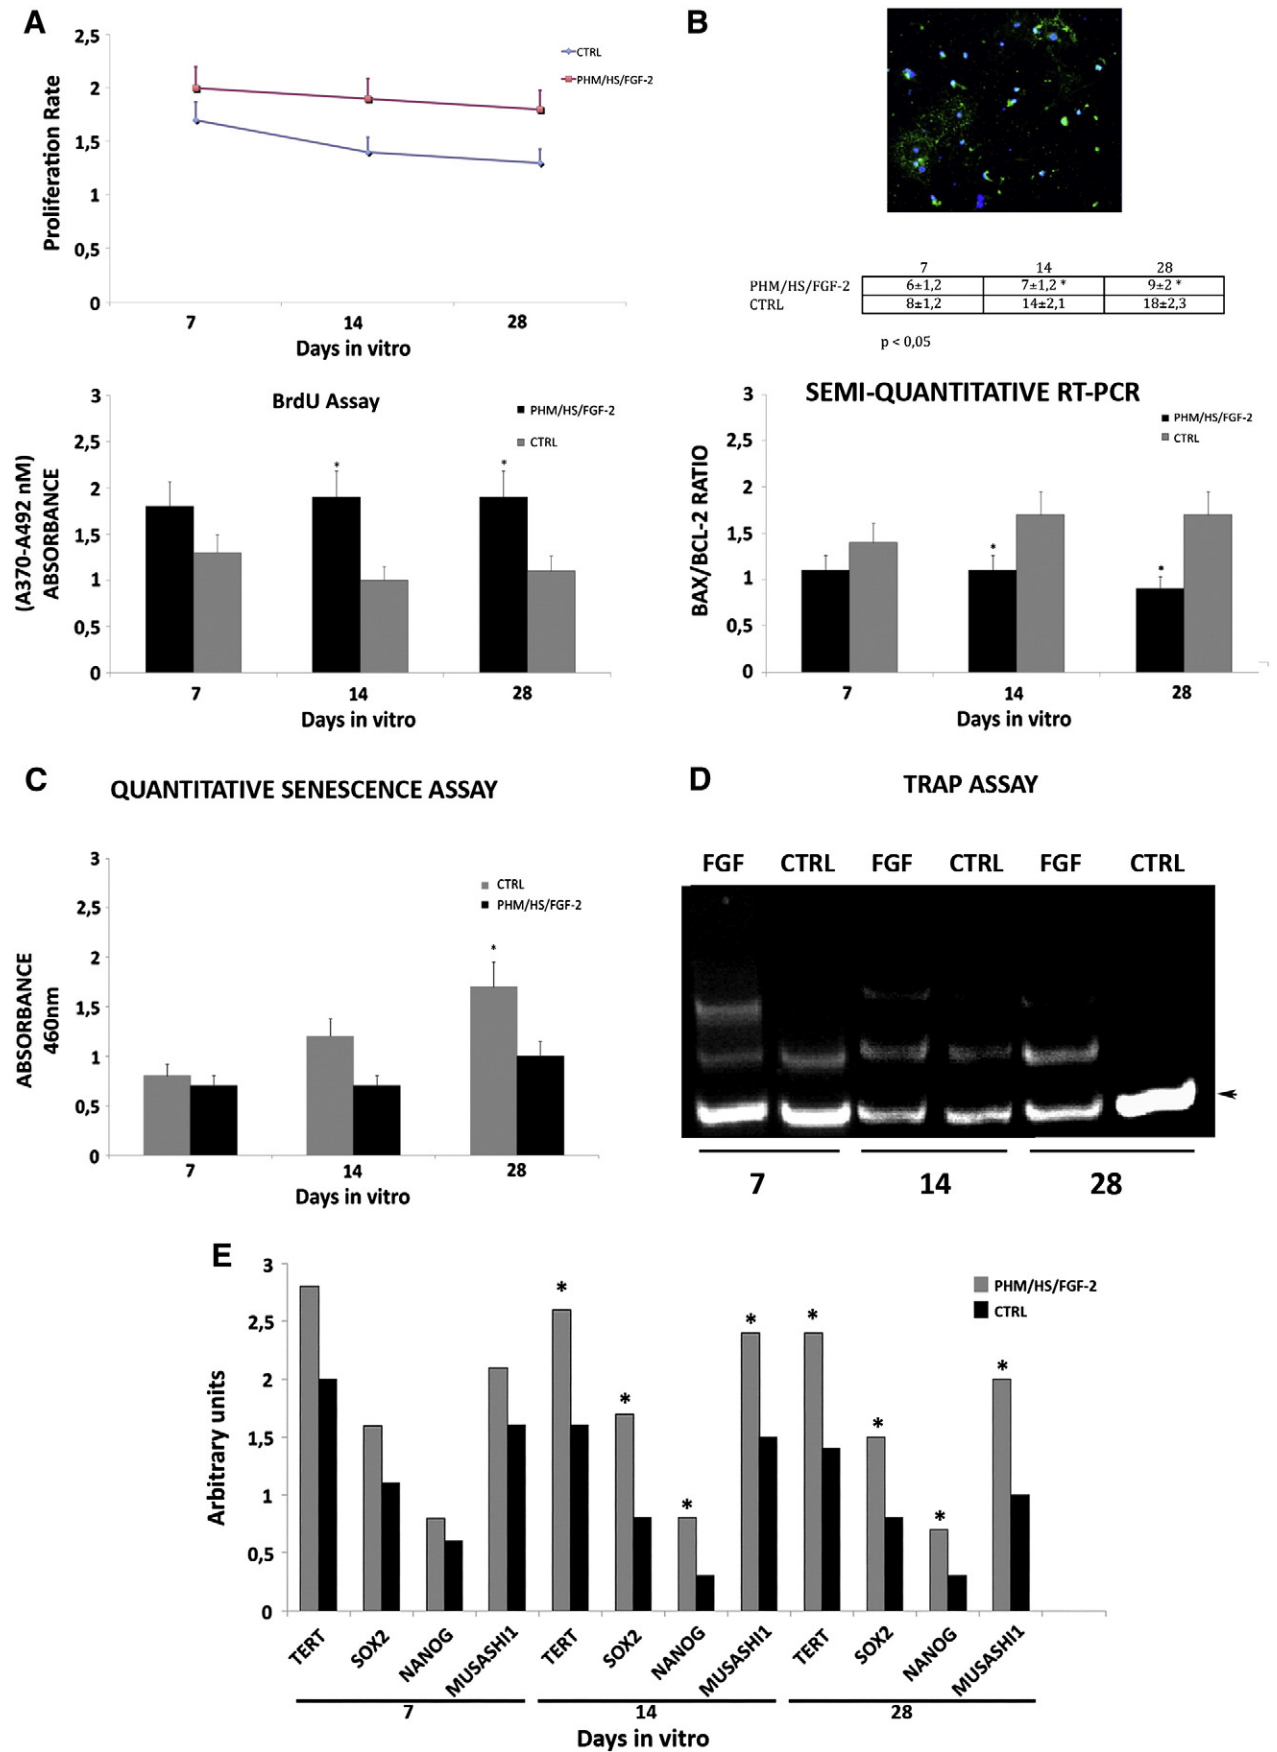 A
2,5
2
1,5
1
0,5
0
Proliferation Rate
CTRL
PHM/HS/FGF-2
7 14 28
Days in vitro
BrdU Assay
3
2,5
2
1,5
1
0,5
0
(A370-A492 nM)
ABSORBANCE
PHM/HS/FGF-2
CTRL
* *
7 14 28
Days in vitro
B
7 14 28
PHM/HS/FGF-2 6±1,2 7±1,2 * 9±2 *
CTRL 8±1,2 14±2,1 18±2,3
p < 0,05
SEMI-QUANTITATIVE RT-PCR
3
2,5
2
1,5
1
0,5
0
BAX/BCL-2 RATIO
PHM/HS/FGF-2
CTRL
* *
7 14 28
Days in vitro
C
QUANTITATIVE SENESCENCE ASSAY
3
2,5
2
1,5
1
0,5
0
ABSORBANCE
460nm
CTRL
PHM/HS/FGF-2
*
7 14 28
Days in vitro
D
TRAP ASSAY
FGF CTRL FGF CTRL FGF CTRL
7 14 28
E
3
2,5
2
1,5
1
0,5
0
Arbitrary units
PHM/HS/FGF-2
CTRL
* * * * * * * *
TERT SOX2 NANOG MUSASHI1 TERT SOX2 NANOG MUSASHI1 TERT SOX2 NANOG MUSASHI1
7 14 28
Days in vitro